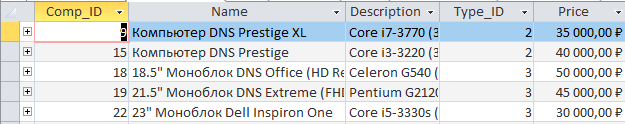 Comp_ID Name Description Type_ID Price
9 Компьютер DNS Prestige XL Core i7-3770 (3 2 35 000,00 ₽
15 Компьютер DNS Prestige Core i3-3220 (3 2 40 000,00 ₽
18 18.5" Моноблок DNS Office (HD Re Celeron G540 ( 3 50 000,00 ₽
19 21.5" Моноблок DNS Extreme (FHD Pentium G2120 3 45 000,00 ₽
22 23" Моноблок Dell Inspiron One Core i5-3330s ( 3 30 000,00 ₽